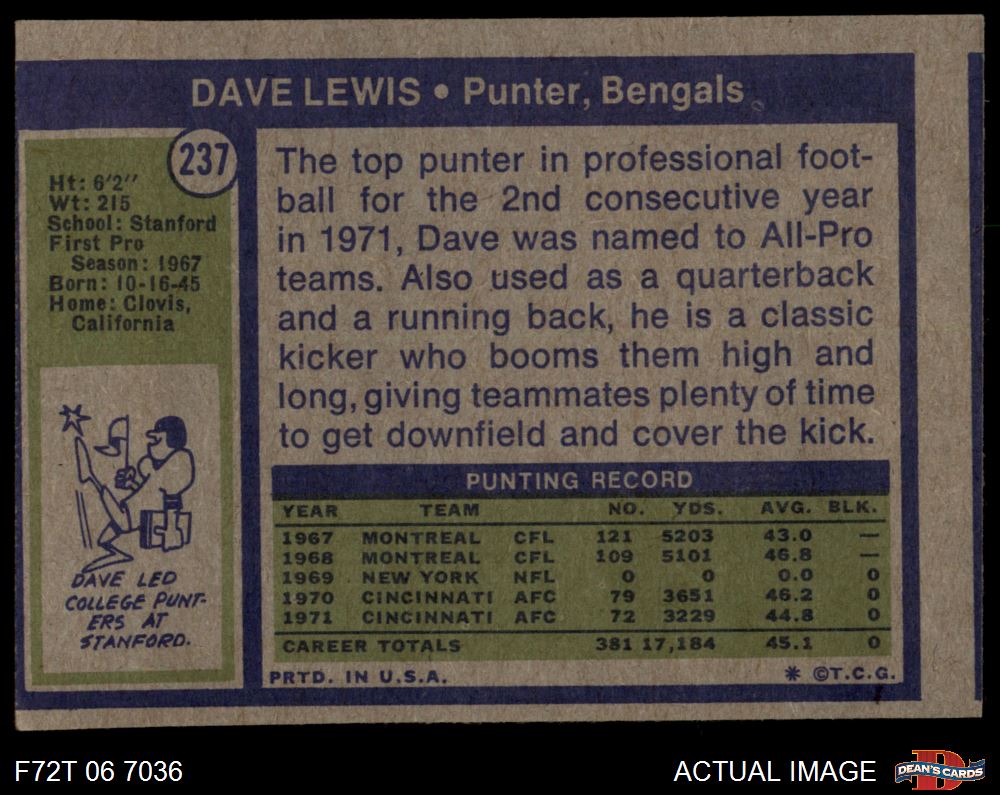 DAVE LEWIS • Punter, Bengals
237
Ht: 6'2"
Wt: 215
School: Stanford
First Pro
Season: 1967
Born: 10-16-45
Home: Clovis,
California
DAVE LED
COLLEGE PUNT-
ERS AT
STANFORD.
The top punter in professional foot-
ball for the 2nd consecutive year
in 1971, Dave was named to All-Pro
teams. Also used as a quarterback
and a running back, he is a classic
kicker who booms them high and
long, giving teammates plenty of time
to get downfield and cover the kick.
PUNTING RECORD
YEAR TEAM NO. YDS. AVG. BLK.
1967 MONTREAL CFL 121 5203 43.0 —
1968 MONTREAL CFL 109 5101 46.8 —
1969 NEW YORK NFL 0 0 0.0 0
1970 CINCINNATI AFC 79 3651 46.2 0
1971 CINCINNATI AFC 72 3229 44.8 0
CAREER TOTALS 381 17,184 45.1 0
PRTD. IN U.S.A. * ©T.C.G.
F72T 06 7036 ACTUAL IMAGE
D
DEAN'S CARDS